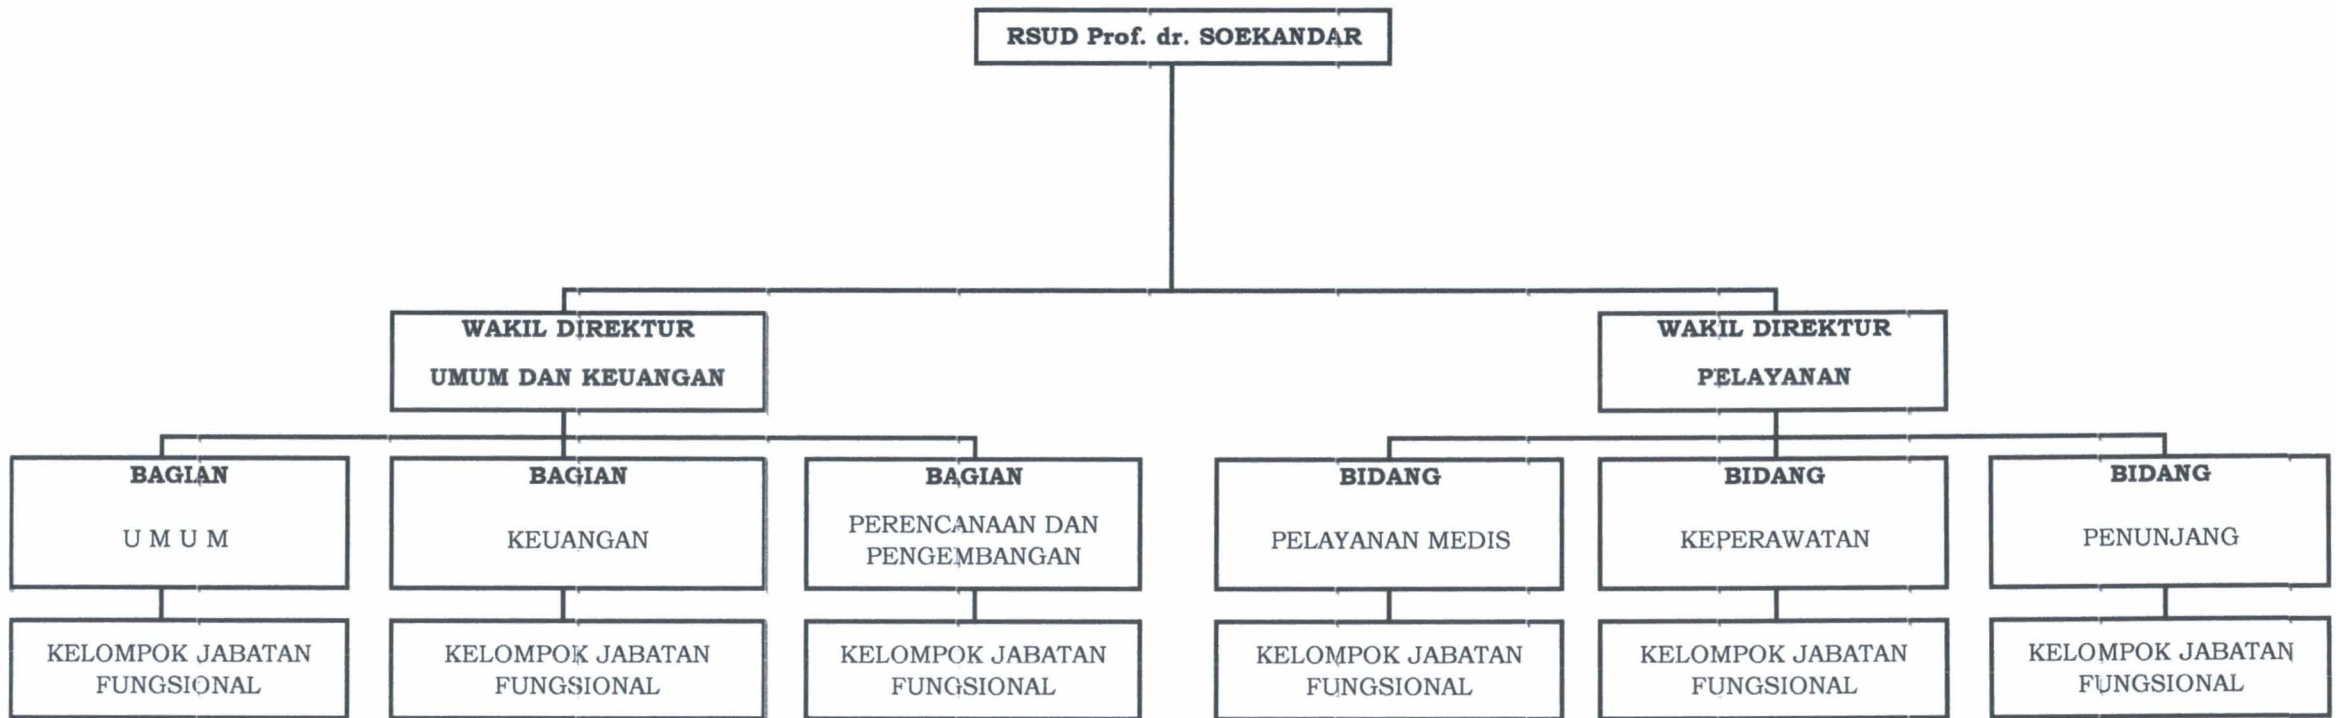 RSUD Prof. dr. SOEKANDAR
WAKIL DIREKTUR
UMUM DAN KEUANGAN
WAKIL DIREKTUR
PELAYANAN
BAGIAN
U M U M
BAGIAN
KEUANGAN
BAGIAN
PERENCANAAN DAN
PENGEMBANGAN
BIDANG
PELAYANAN MEDIS
BIDANG
KEPERAWATAN
BIDANG
PENUNJANG
KELOMPOK JABATAN
FUNGSIONAL
KELOMPOK JABATAN
FUNGSIONAL
KELOMPOK JABATAN
FUNGSIONAL
KELOMPOK JABATAN
FUNGSIONAL
KELOMPOK JABATAN
FUNGSIONAL
KELOMPOK JABATAN
FUNGSIONAL